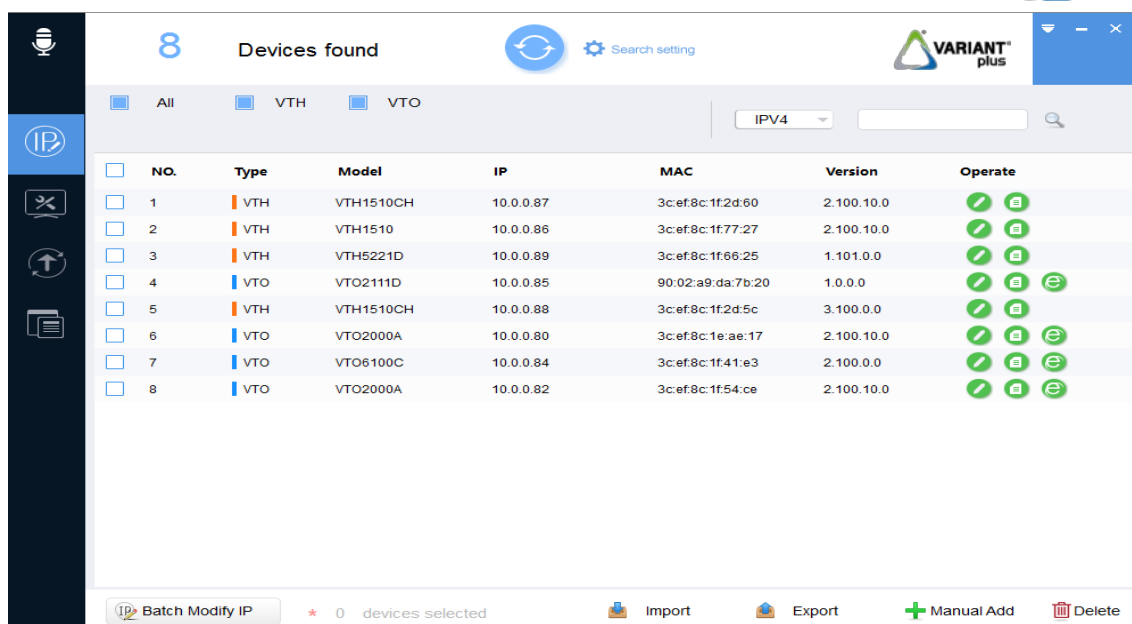 8 Devices found Search setting VARIANT® plus
All VTH VTO
IPV4
NO. Type Model IP MAC Version Operate
1 VTH VTH1510CH 10.0.0.87 3c:ef:8c:1f:2d:60 2.100.10.0
2 VTH VTH1510 10.0.0.86 3c:ef:8c:1f:77:27 2.100.10.0
3 VTH VTH5221D 10.0.0.89 3c:ef:8c:1f:66:25 1.101.0.0
4 VTO VTO2111D 10.0.0.85 90:02:a9:da:7b:20 1.0.0.0
5 VTH VTH1510CH 10.0.0.88 3c:ef:8c:1f:2d:5c 3.100.0.0
6 VTO VTO2000A 10.0.0.80 3c:ef:8c:1e:ae:17 2.100.10.0
7 VTO VTO6100C 10.0.0.84 3c:ef:8c:1f:41:e3 2.100.0.0
8 VTO VTO2000A 10.0.0.82 3c:ef:8c:1f:54:ce 2.100.10.0
IP Batch Modify IP * 0 devices selected Import Export Manual Add Delete